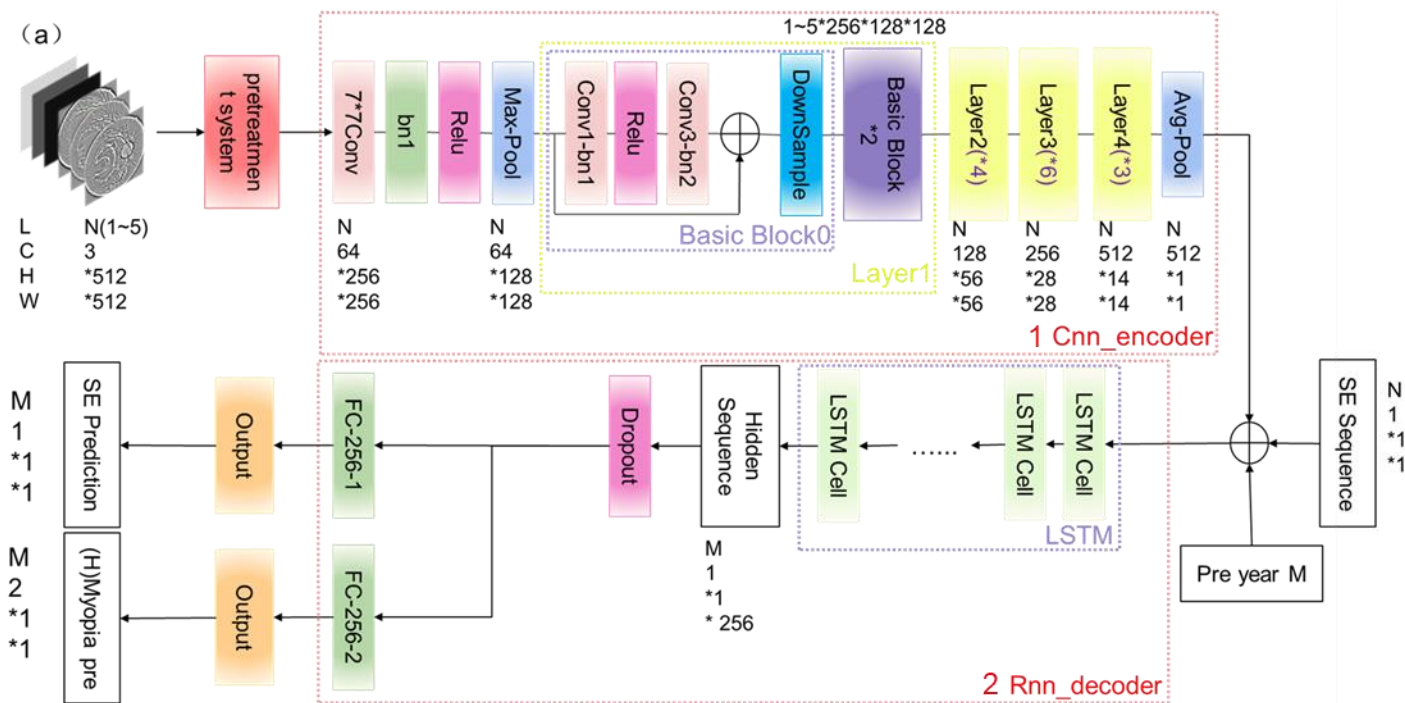 (a)
1~5*256*128*128
pretreatmen
t system
7*7Conv
bn1
Relu
Max-Pool
Conv1-bn1
Relu
Conv3-bn2
DownSample
Basic Block
*2
Layer2(*4)
Layer3(*6)
Layer4(*3)
Avg-Pool
Basic Block0
Layer1
L N(1~5)
C 3
H *512
W *512
N
64
*256
*256
N
64
*128
*128
N
128
*56
*56
N
256
*28
*28
N
512
*14
*14
N
512
*1
*1
1 Cnn_encoder
M
1
*1
*1
SE Prediction
Output
FC-256-1
Dropout
Hidden
Sequence
LSTM Cell
......
LSTM Cell
LSTM Cell
LSTM
SE Sequence
N
1
*1
*1
M
1
*1
* 256
Pre year M
M
2
*1
*1
(H)Myopia pre
Output
FC-256-2
2 Rnn_decoder